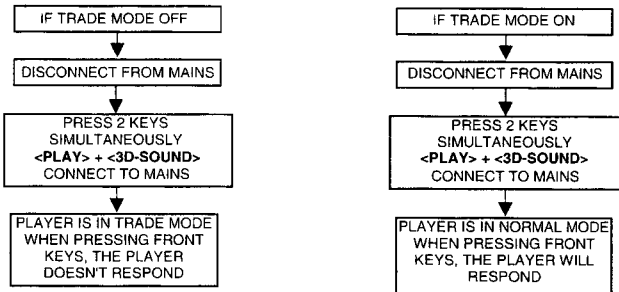 IF TRADE MODE OFF
DISCONNECT FROM MAINS
PRESS 2 KEYS
SIMULTANEOUSLY
<PLAY> + <3D-SOUND>
CONNECT TO MAINS
PLAYER IS IN TRADE MODE
WHEN PRESSING FRONT
KEYS, THE PLAYER
DOESN'T RESPOND
IF TRADE MODE ON
DISCONNECT FROM MAINS
PRESS 2 KEYS
SIMULTANEOUSLY
<PLAY> + <3D-SOUND>
CONNECT TO MAINS
PLAYER IS IN NORMAL MODE
WHEN PRESSING FRONT
KEYS, THE PLAYER WILL
RESPOND